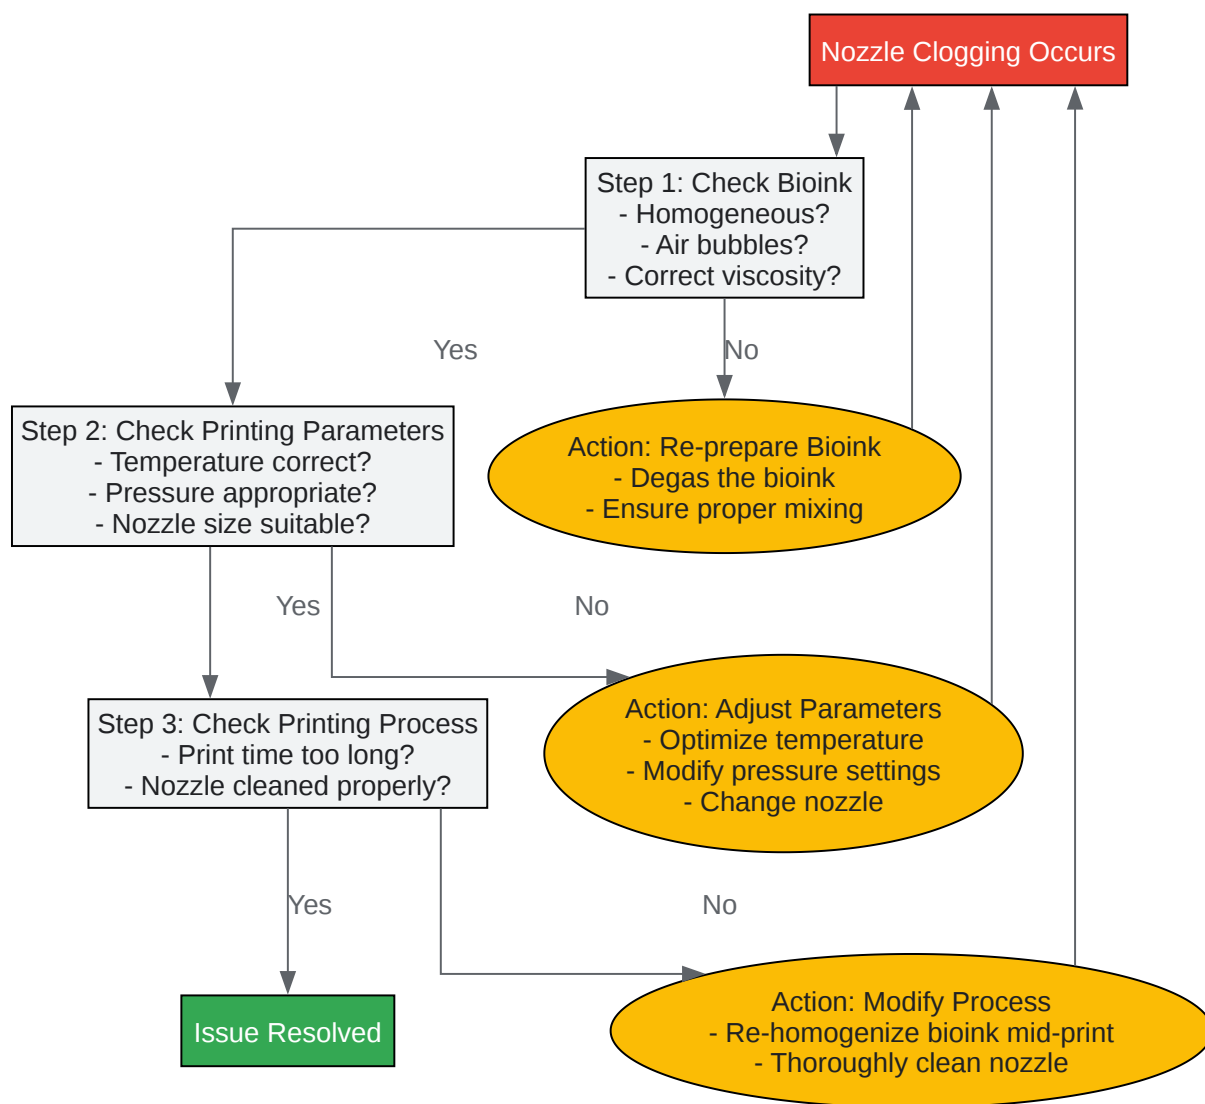 Nozzle Clogging Occurs
Step 1: Check Bioink
- Homogeneous?
- Air bubbles?
- Correct viscosity?
Yes
No
Step 2: Check Printing Parameters
- Temperature correct?
- Pressure appropriate?
- Nozzle size suitable?
Action: Re-prepare Bioink
- Degas the bioink
- Ensure proper mixing
Yes
No
Step 3: Check Printing Process
- Print time too long?
- Nozzle cleaned properly?
Action: Adjust Parameters
- Optimize temperature
- Modify pressure settings
- Change nozzle
Yes
No
Issue Resolved
Action: Modify Process
- Re-homogenize bioink mid-print
- Thoroughly clean nozzle